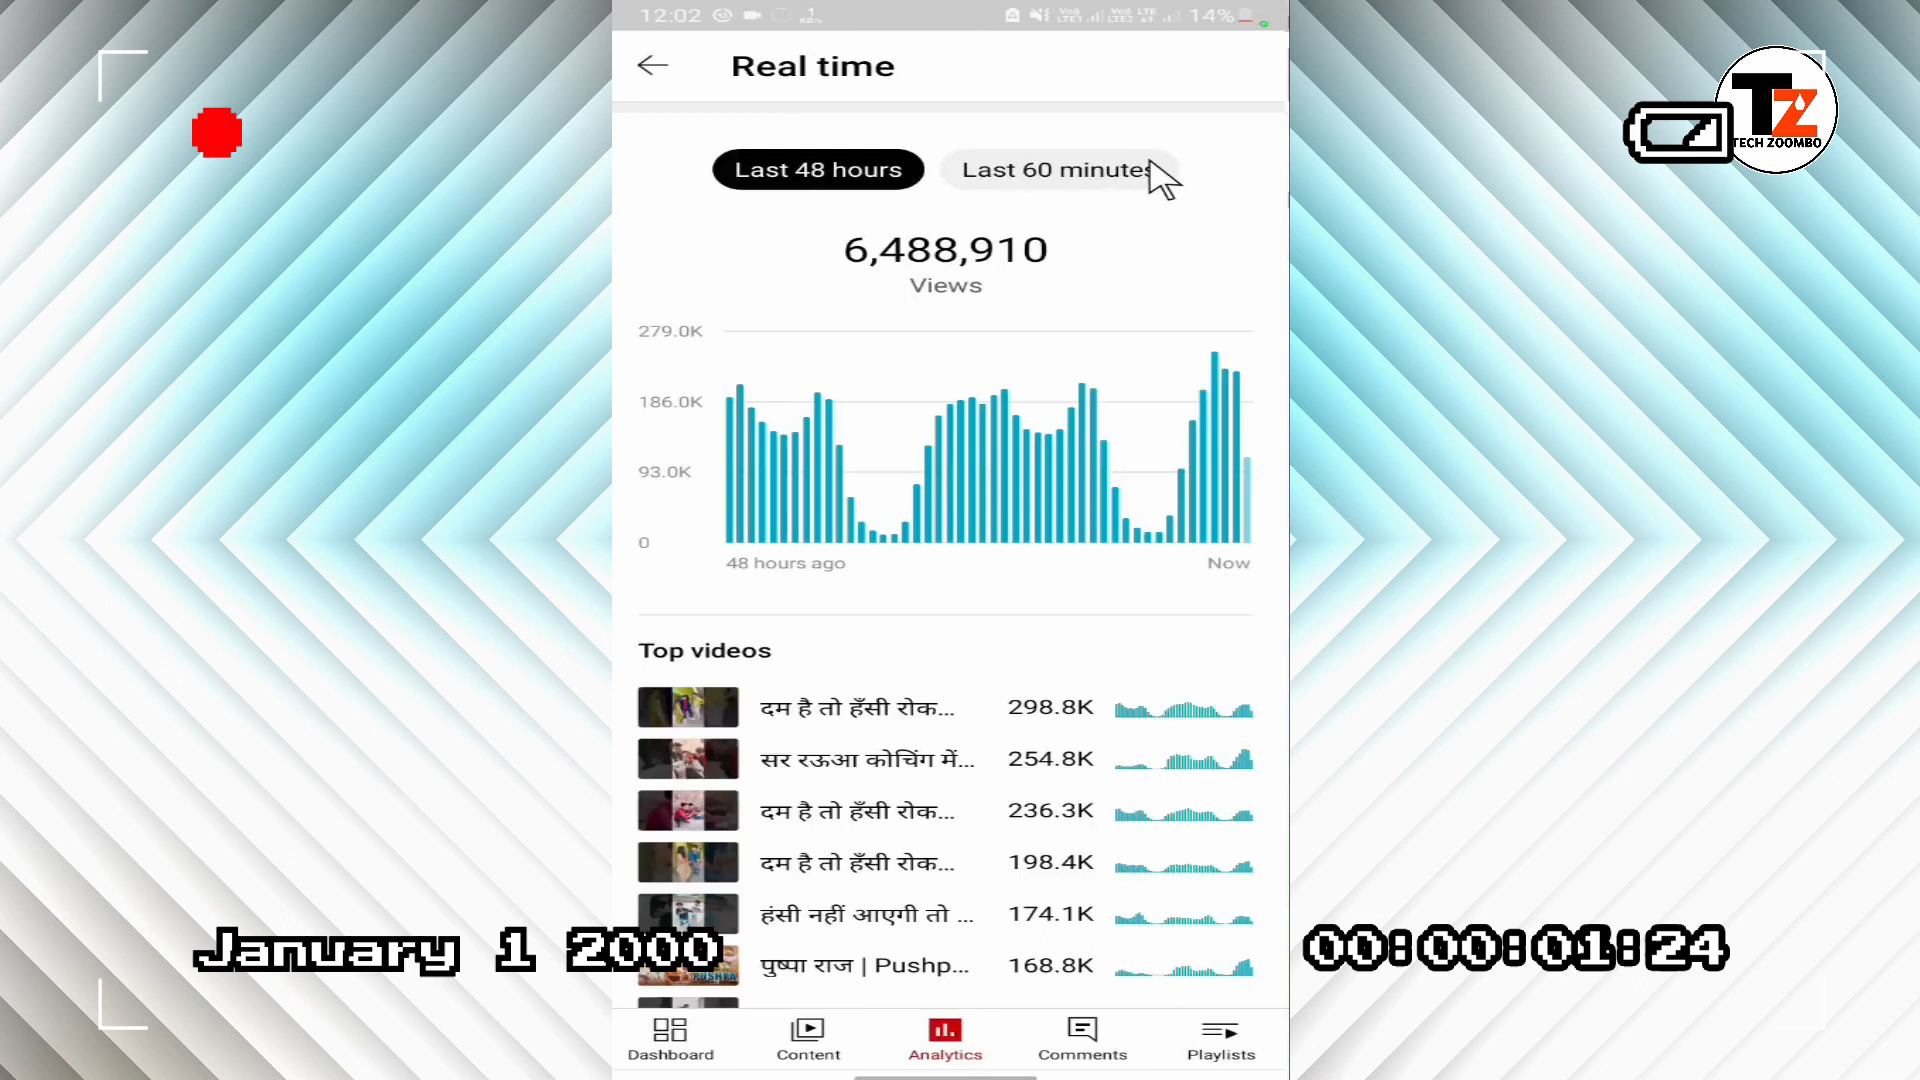 12:02
14%
Real time
Last 48 hours
Last 60 minutes
6,488,910
Views
279.0K
186.0K
93.0K
0
48 hours ago
Now
Top videos
दम है तो हँसी रोक... 298.8K
सर रऊआ कोचिंग में... 254.8K
दम है तो हँसी रोक... 236.3K
दम है तो हँसी रोक... 198.4K
हंसी नहीं आएगी तो ... 174.1K
पुष्पा राज | Pushp... 168.8K
Dashboard
Content
Analytics
Comments
Playlists
TZ
TECH ZOOMBO
January 1 2000
00:00:01:24